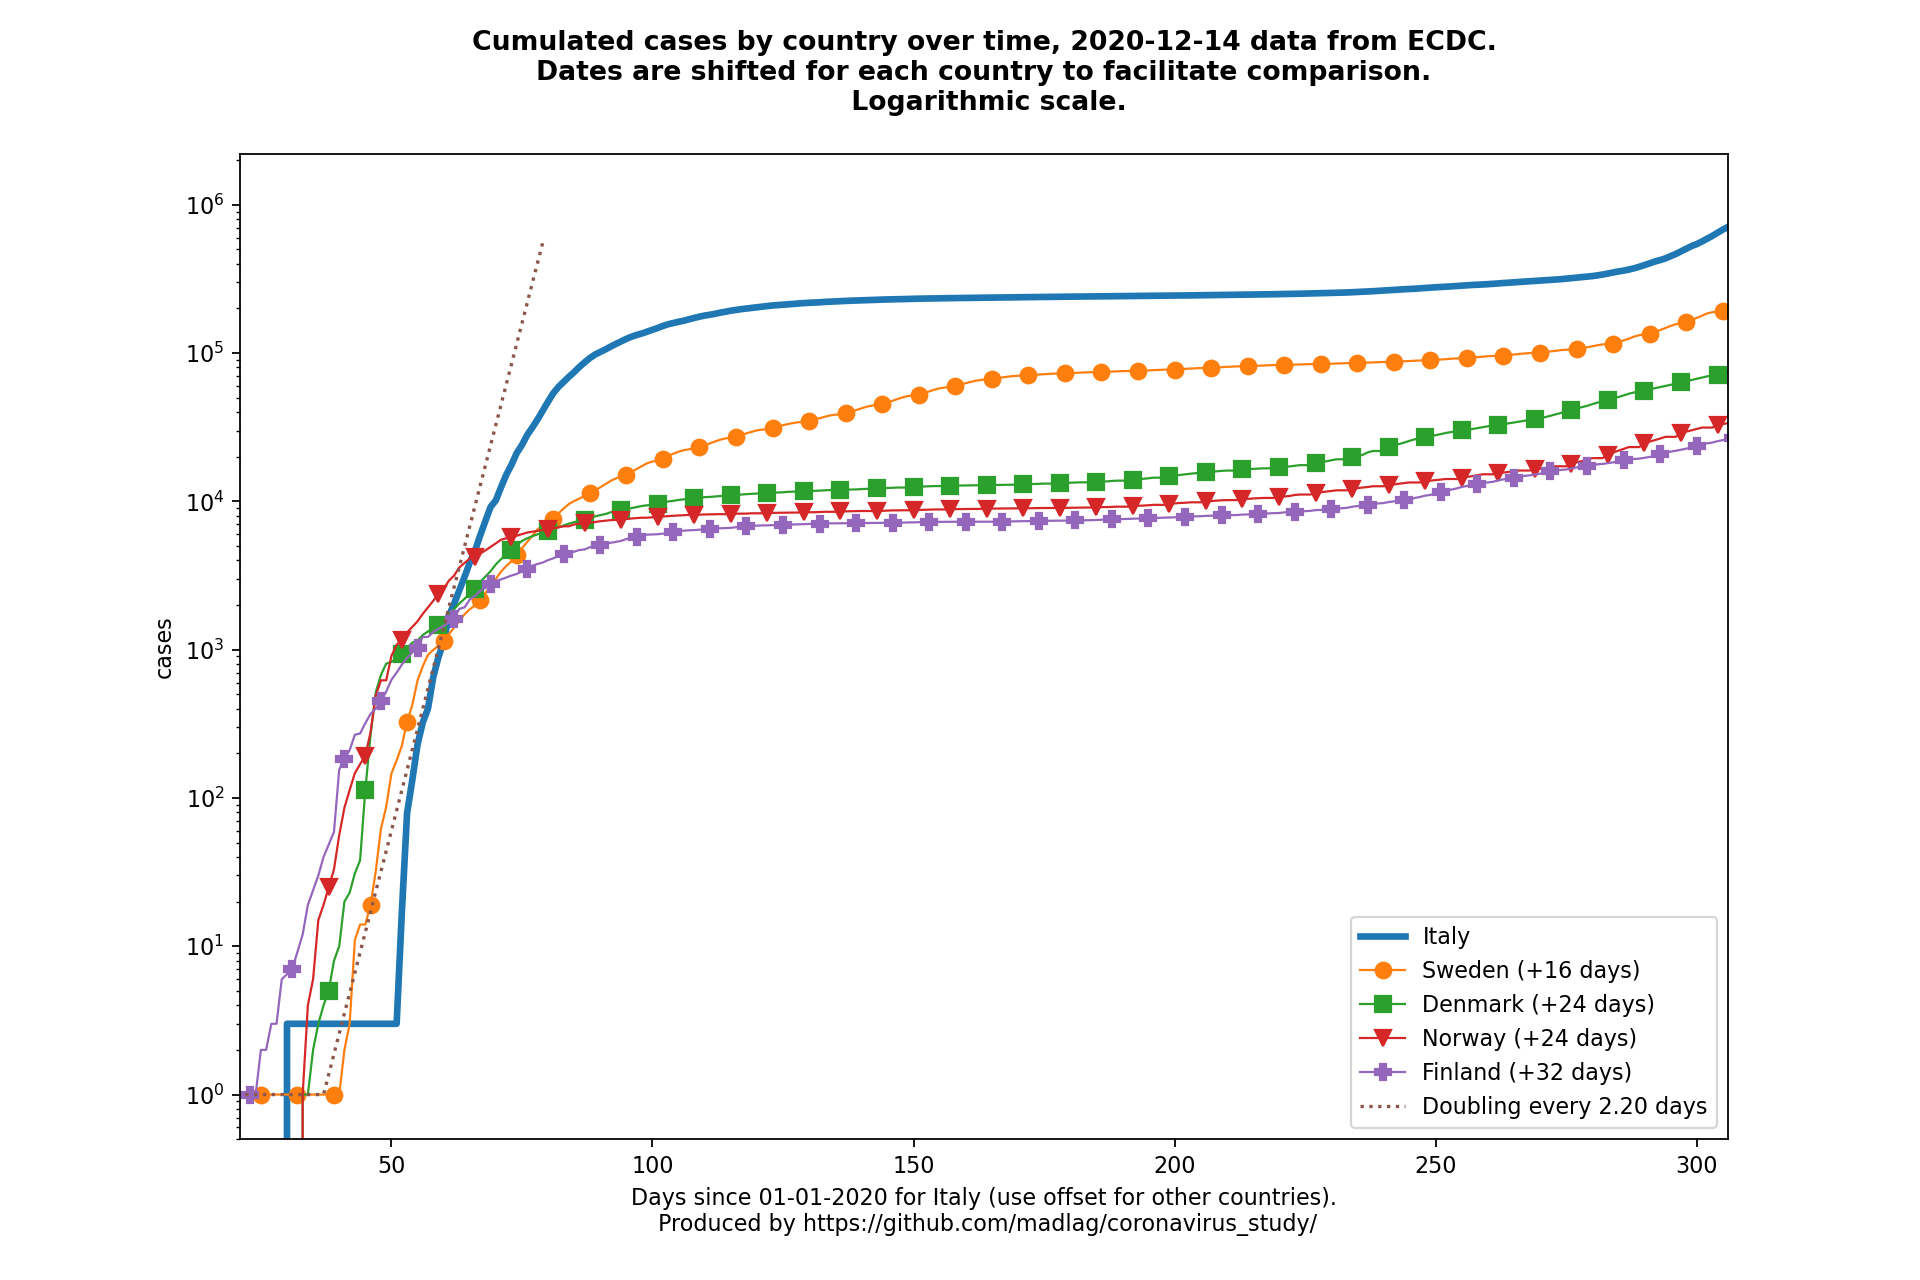 Cumulated cases by country over time, 2020-12-14 data from ECDC.
Dates are shifted for each country to facilitate comparison.
Logarithmic scale.
10^6
10^5
10^4
10^3
10^2
10^1
10^0
cases
Italy
Sweden (+16 days)
Denmark (+24 days)
Norway (+24 days)
Finland (+32 days)
Doubling every 2.20 days
50 100 150 200 250 300
Days since 01-01-2020 for Italy (use offset for other countries).
Produced by https://github.com/madlag/coronavirus_study/